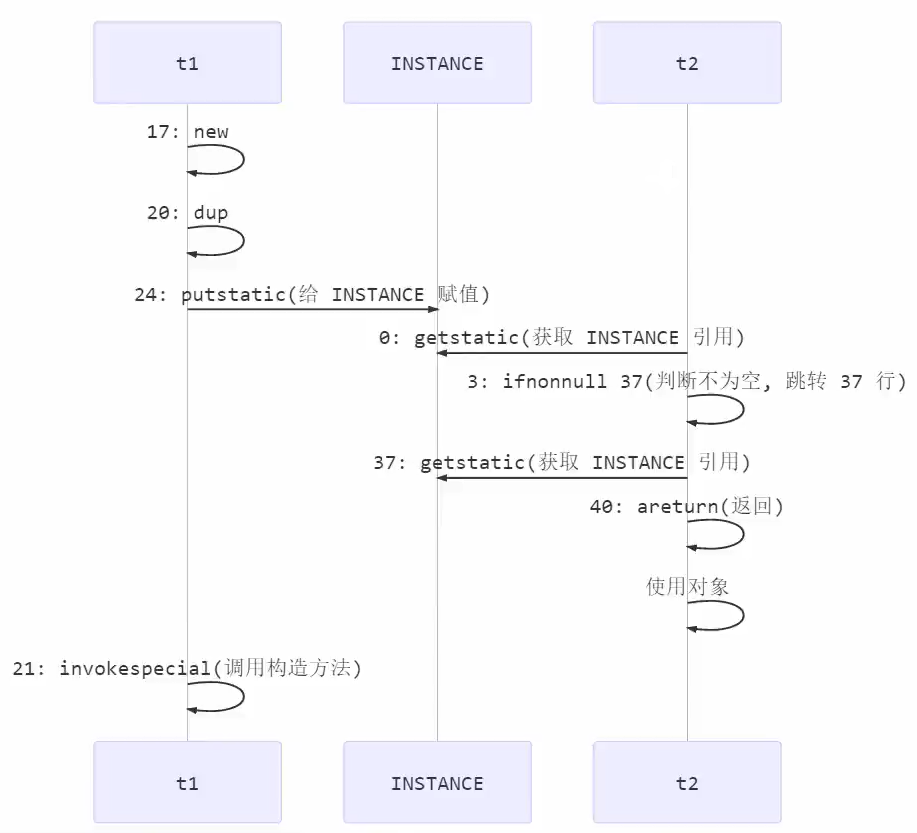 t1
INSTANCE
t2
17: new
20: dup
24: putstatic(给 INSTANCE 赋值)
0: getstatic(获取 INSTANCE 引用)
3: ifnonnull 37(判断不为空, 跳转 37 行)
37: getstatic(获取 INSTANCE 引用)
40: areturn(返回)
使用对象
21: invokespecial(调用构造方法)
t1
INSTANCE
t2